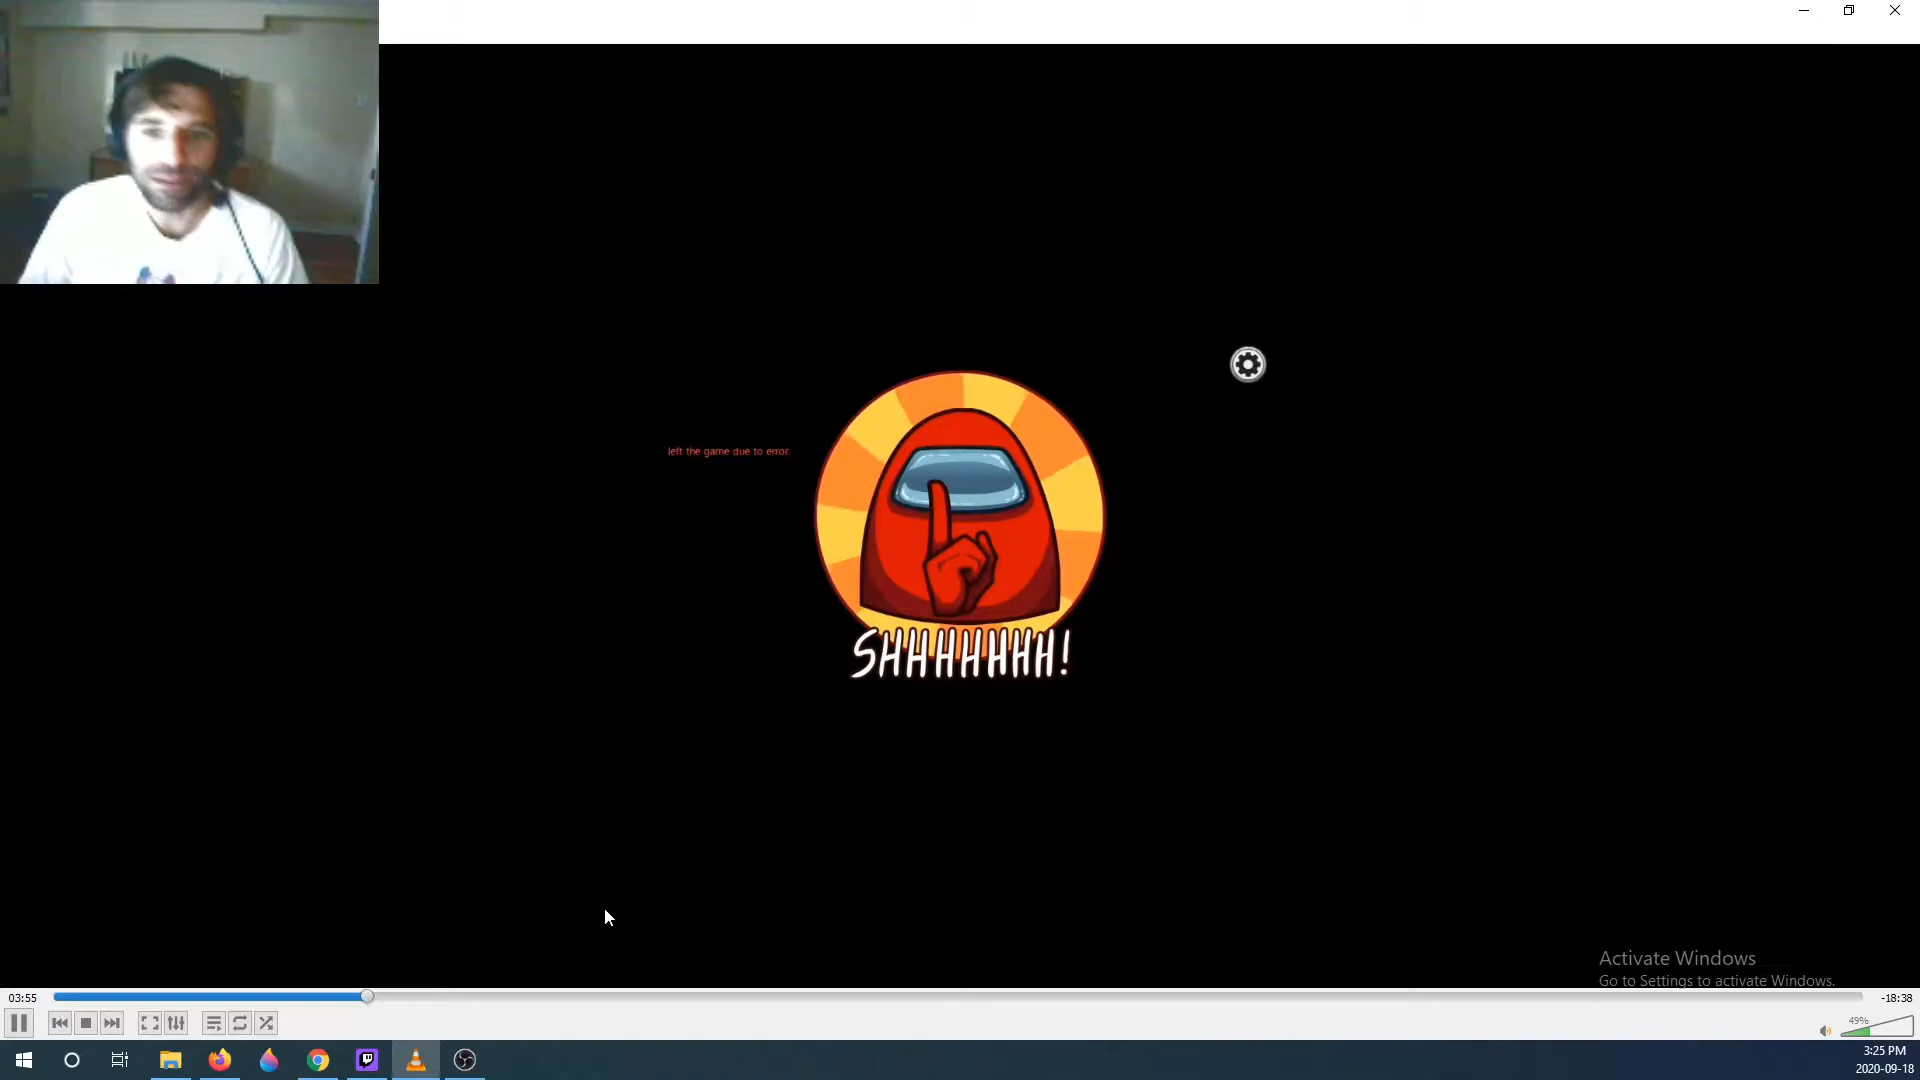 left the game due to error.
SHHHHHHH!
Activate Windows
Go to Settings to activate Windows.
03:55
-18:38
49%
3:25 PM
2020-09-18